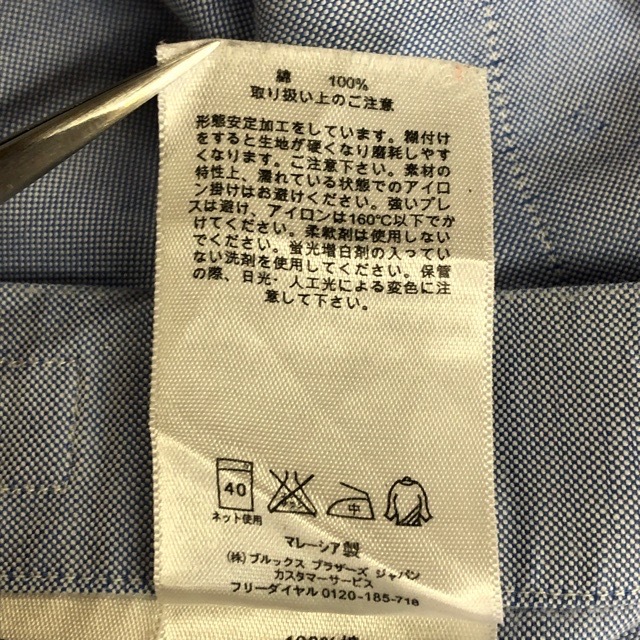 綿　100%
取り扱い上のご注意
形態安定加工をしています。糊付け
をすると生地が硬くなり磨耗しやす
くなります。ご注意下さい。素材の
特性上、濡れている状態でのアイロ
ン掛けはお避けください。強いプレ
スは避け、アイロンは160℃以下でか
けてください。柔軟剤は使用しない
でください。蛍光増白剤の入ってい
ない洗剤を使用してください。保管
の際、日光・人工光による変色に注
意して下さい。
40
中
ネット使用
マレーシア製
(株) ブルックス ブラザーズ ジャパン
カスタマーサービス
フリーダイヤル 0120-185-718
100% 綿